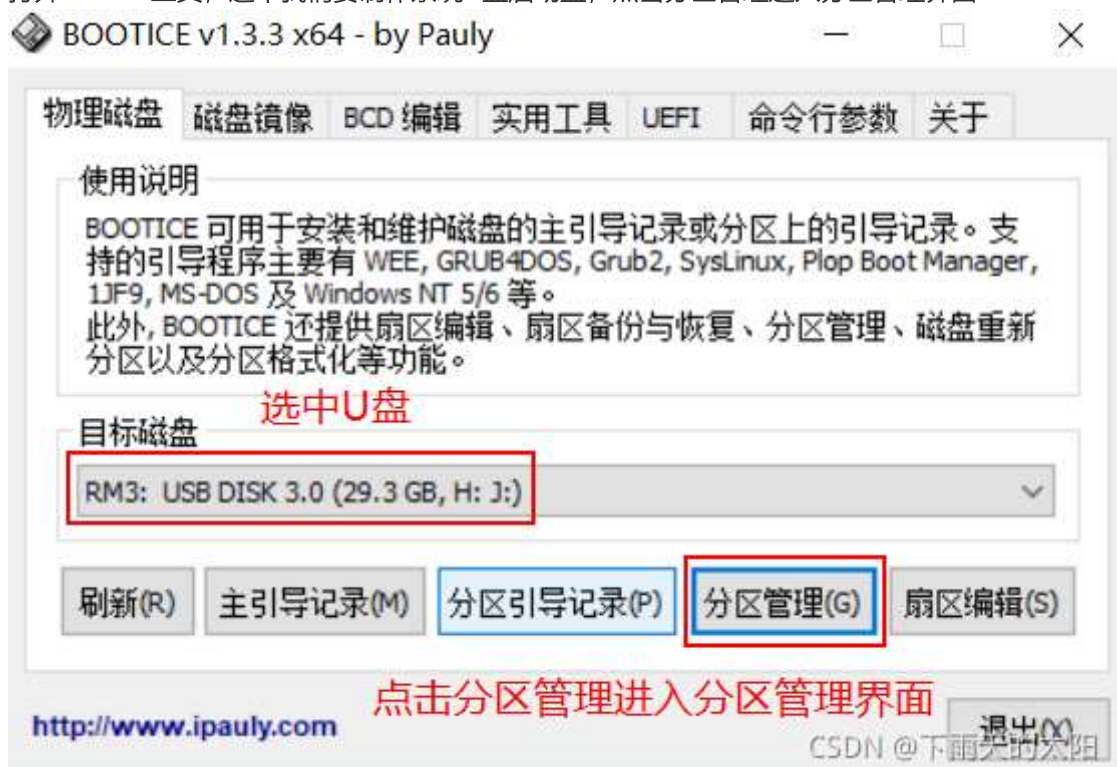 BOOTICE v1.3.3 x64 - by Pauly
物理磁盘 磁盘镜像 BCD 编辑 实用工具 UEFI 命令行参数 关于
使用说明
BOOTICE 可用于安装和维护磁盘的主引导记录或分区上的引导记录。支
持的引导程序主要有 WEE, GRUB4DOS, Grub2, SysLinux, Plop Boot Manager,
1JF9, MS-DOS 及 Windows NT 5/6 等。
此外, BOOTICE 还提供扇区编辑、扇区备份与恢复、分区管理、磁盘重新
分区以及分区格式化等功能。
选中U盘
目标磁盘
RM3: USB DISK 3.0 (29.3 GB, H: J:)
刷新(R) 主引导记录(M) 分区引导记录(P) 分区管理(G) 扇区编辑(S)
点击分区管理进入分区管理界面
http://www.ipauly.com
退出(X)
CSDN @下雨天的太阳